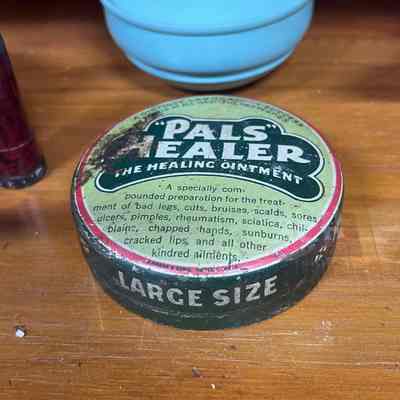 "PALS"
HEALER
THE HEALING OINTMENT
A specially com-
pounded preparation for the treat-
ment of bad legs, cuts, bruises, scalds, sores
ulcers, pimples, rheumatism, sciatica, chil-
blains, chapped hands, sunburns,
cracked lips, and all other
kindred ailments.
LARGE SIZE